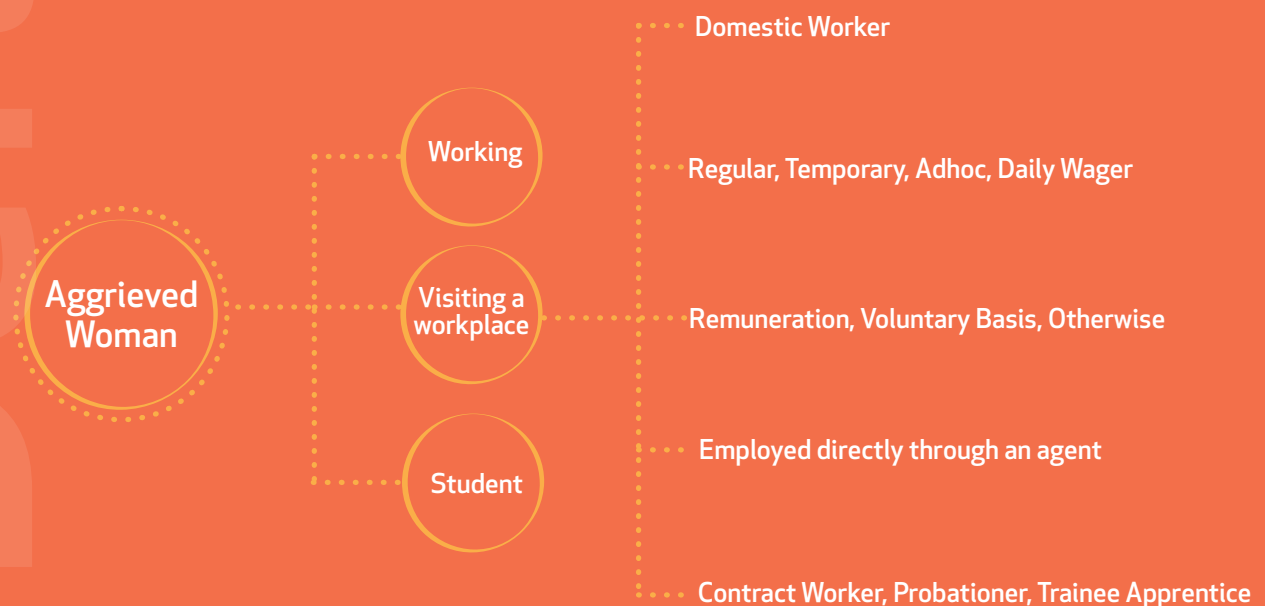 Aggrieved
Woman
Working
Visiting a
workplace
Student
Domestic Worker
Regular, Temporary, Adhoc, Daily Wager
Remuneration, Voluntary Basis, Otherwise
Employed directly through an agent
Contract Worker, Probationer, Trainee Apprentice